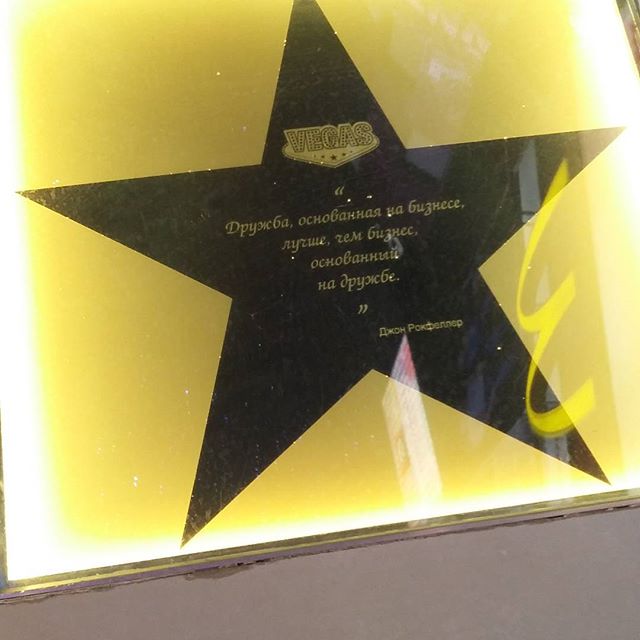 VEGAS
“
Дружба, основанная на бизнесе,
лучше, чем бизнес,
основанный
на дружбе.
”
Джон Рокфеллер